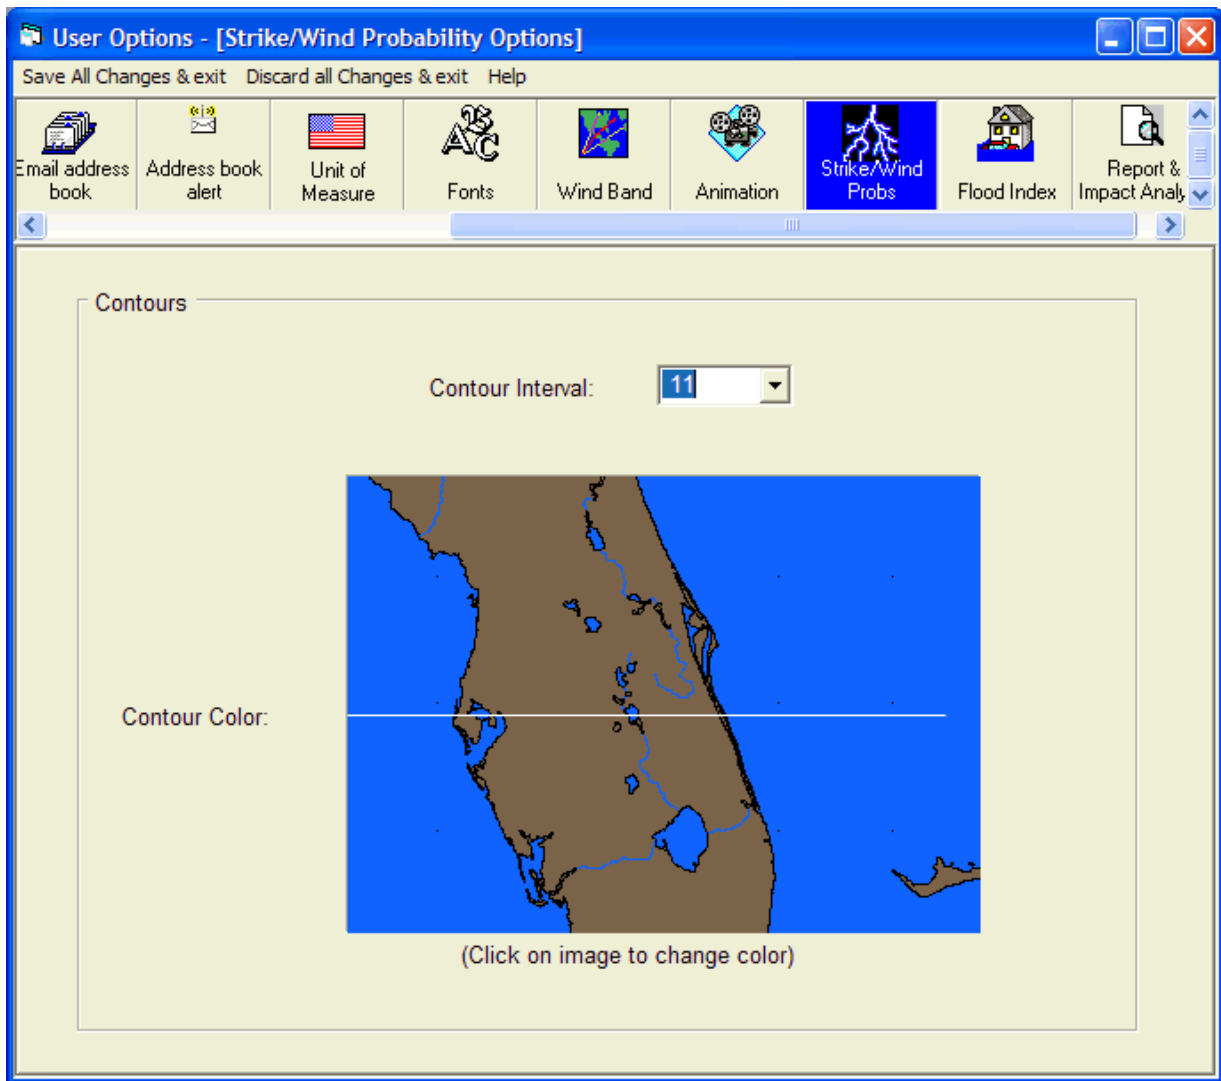 User Options - [Strike/Wind Probability Options]
Save All Changes & exit Discard all Changes & exit Help
Email address book
Address book alert
Unit of Measure
Fonts
Wind Band
Animation
Strike/Wind Probs
Flood Index
Report & Impact Analy
Contours
Contour Interval: 11
Contour Color:
(Click on image to change color)